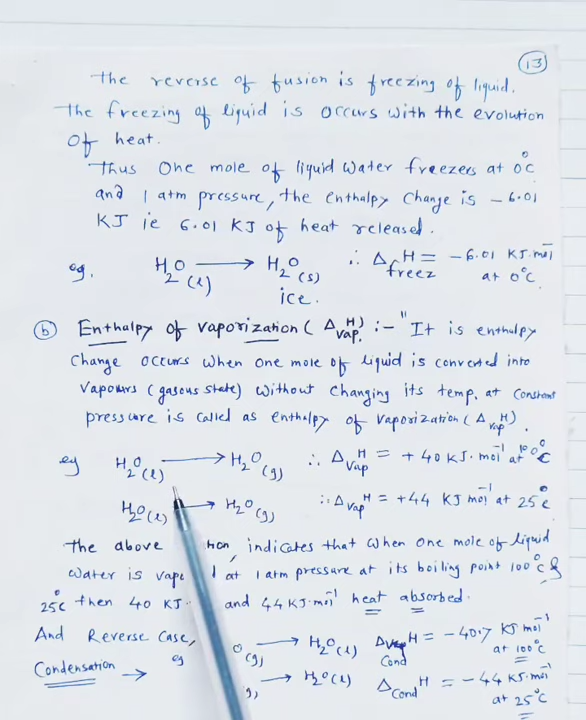 13
The reverse of fusion is freezing of liquid.
The freezing of liquid is occurs with the evolution
of heat.
Thus One mole of liquid water freezers at 0°C
and 1 atm pressure, the enthalpy change is -6.01
KJ ie 6.01 KJ of heat released.
eg. H₂O(l) ⟶ H₂O(s) ∴ ΔfreezH = -6.01 KJ.mol⁻ at 0°C.
ice.
(b) Enthalpy of vaporization (ΔvapH) :- "It is enthalpy
change occurs when one mole of liquid is converted into
vapours (gasous state) without changing its temp. at constant
pressure is called as enthalpy of vaporization (ΔvapH).
eg H₂O(l) ⟶ H₂O(g) ∴ ΔvapH = +40 KJ.mol⁻¹ at 100°C
H₂O(l) ⟶ H₂O(g) ∴ ΔvapH = +44 KJ mol⁻¹ at 25°C
The above indicates that when one mole of liquid
water is at 1 atm pressure at its boiling point 100°C &
25°C then 40 KJ. and 44 KJ.mol⁻¹ heat absorbed.
And Reverse Case, eg O(g) ⟶ H₂O(l) ΔCondH = -40.7 KJ mol⁻¹ at 100°C
Condensation → ⟶ H₂O(l) ΔCondH = -44 KJ.mol⁻¹ at 25°C